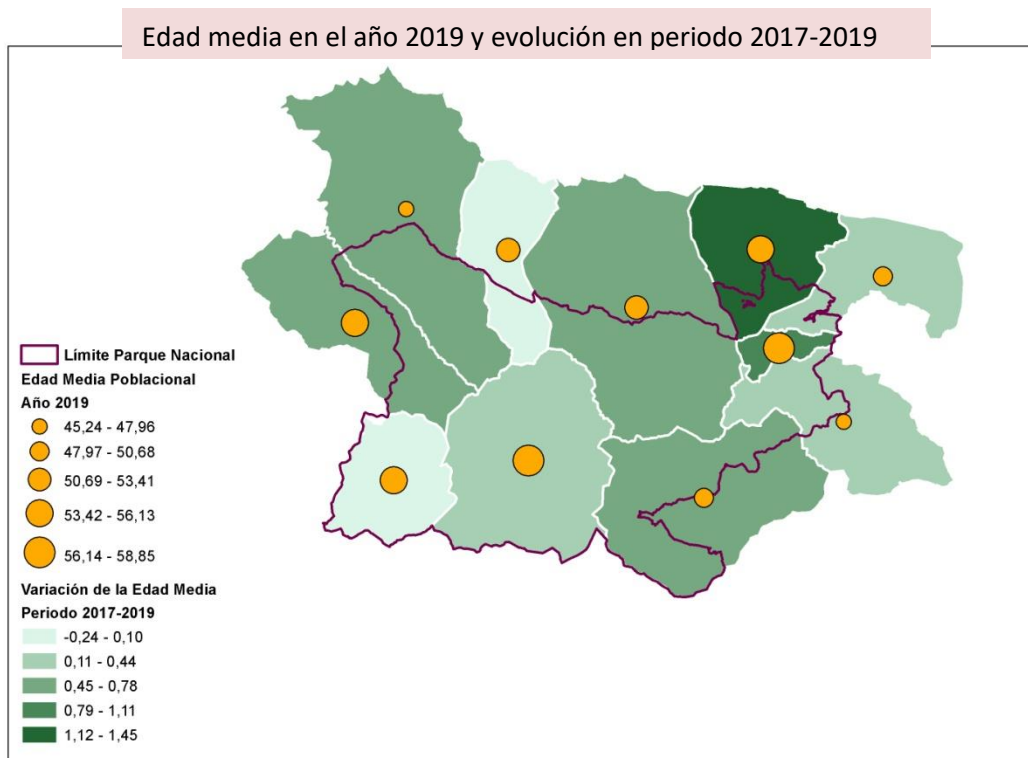 Edad media en el año 2019 y evolución en periodo 2017-2019
Límite Parque Nacional
Edad Media Poblacional
Año 2019
45,24 - 47,96
47,97 - 50,68
50,69 - 53,41
53,42 - 56,13
56,14 - 58,85
Variación de la Edad Media
Periodo 2017-2019
-0,24 - 0,10
0,11 - 0,44
0,45 - 0,78
0,79 - 1,11
1,12 - 1,45